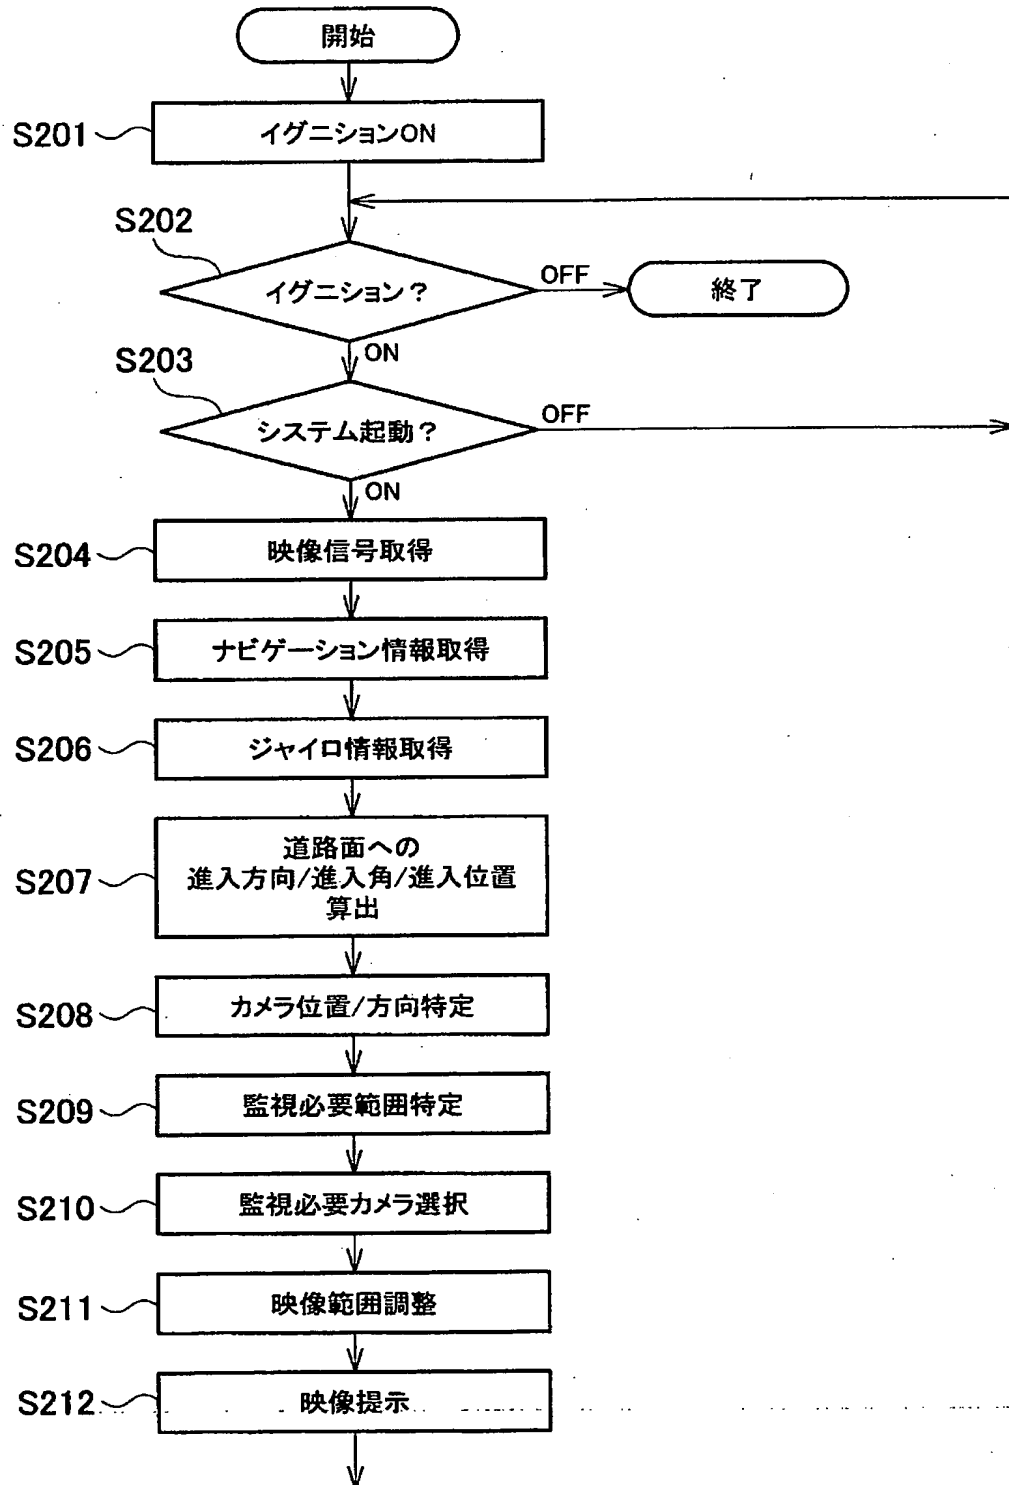 開始
S201
イグニションON
S202
イグニション？
OFF
終了
ON
S203
システム起動？
OFF
ON
S204
映像信号取得
S205
ナビゲーション情報取得
S206
ジャイロ情報取得
S207
道路面への
進入方向/進入角/進入位置
算出
S208
カメラ位置/方向特定
S209
監視必要範囲特定
S210
監視必要カメラ選択
S211
映像範囲調整
S212
映像提示